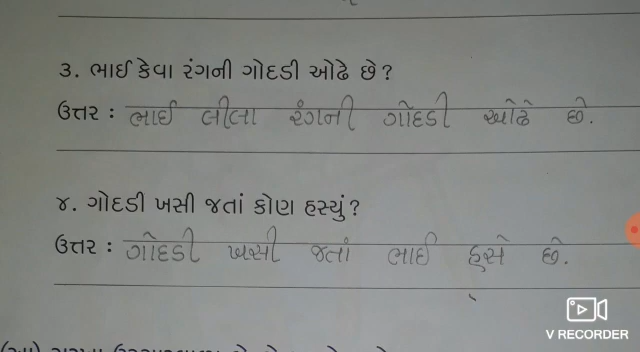 ૩. ભાઈ કેવા રંગની ગોદડી ઓઢે છે?
ઉત્તર : ભાઈ લીલા રંગની ગોદડી ઓઢે છે.
૪. ગોદડી ખસી જતાં કોણ હસ્યું?
ઉત્તર : ગોદડી ખસી જતાં ભાઈ હસે છે.
V RECORDER